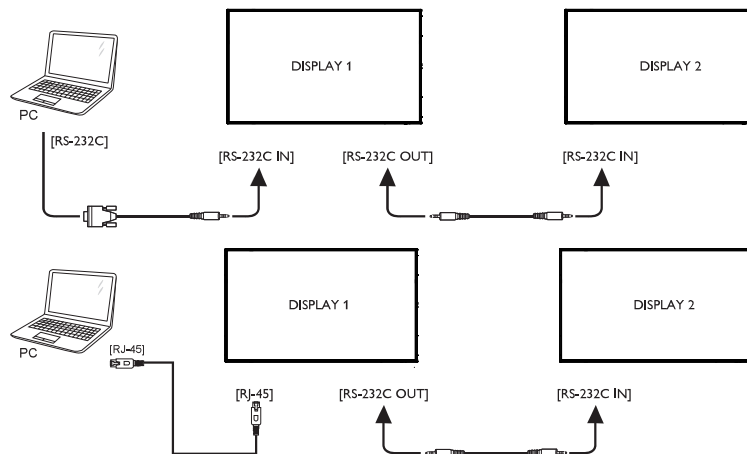 DISPLAY 1
DISPLAY 2
PC
[RS-232C]
[RS-232C IN]
[RS-232C OUT]
[RS-232C IN]
DISPLAY 1
DISPLAY 2
PC
[RJ-45]
[RJ-45]
[RS-232C OUT]
[RS-232C IN]